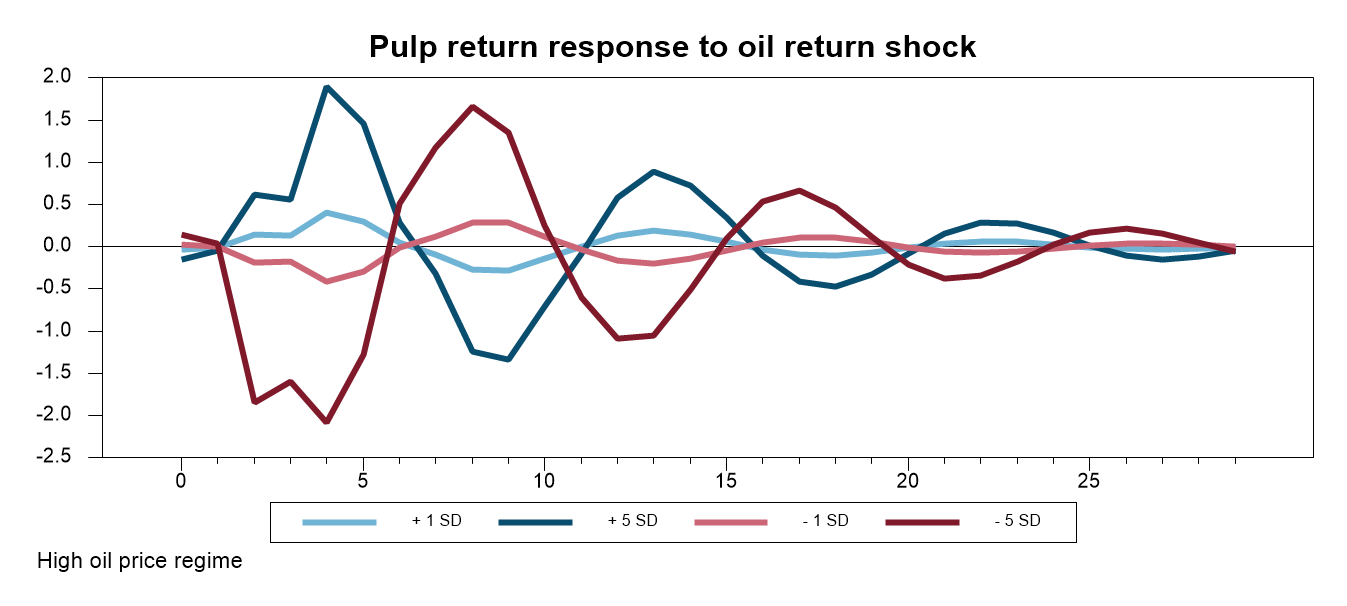 Pulp return response to oil return shock
2.0
1.5
1.0
0.5
0.0
-0.5
-1.0
-1.5
-2.0
-2.5
0 5 10 15 20 25
+ 1 SD + 5 SD - 1 SD - 5 SD
High oil price regime